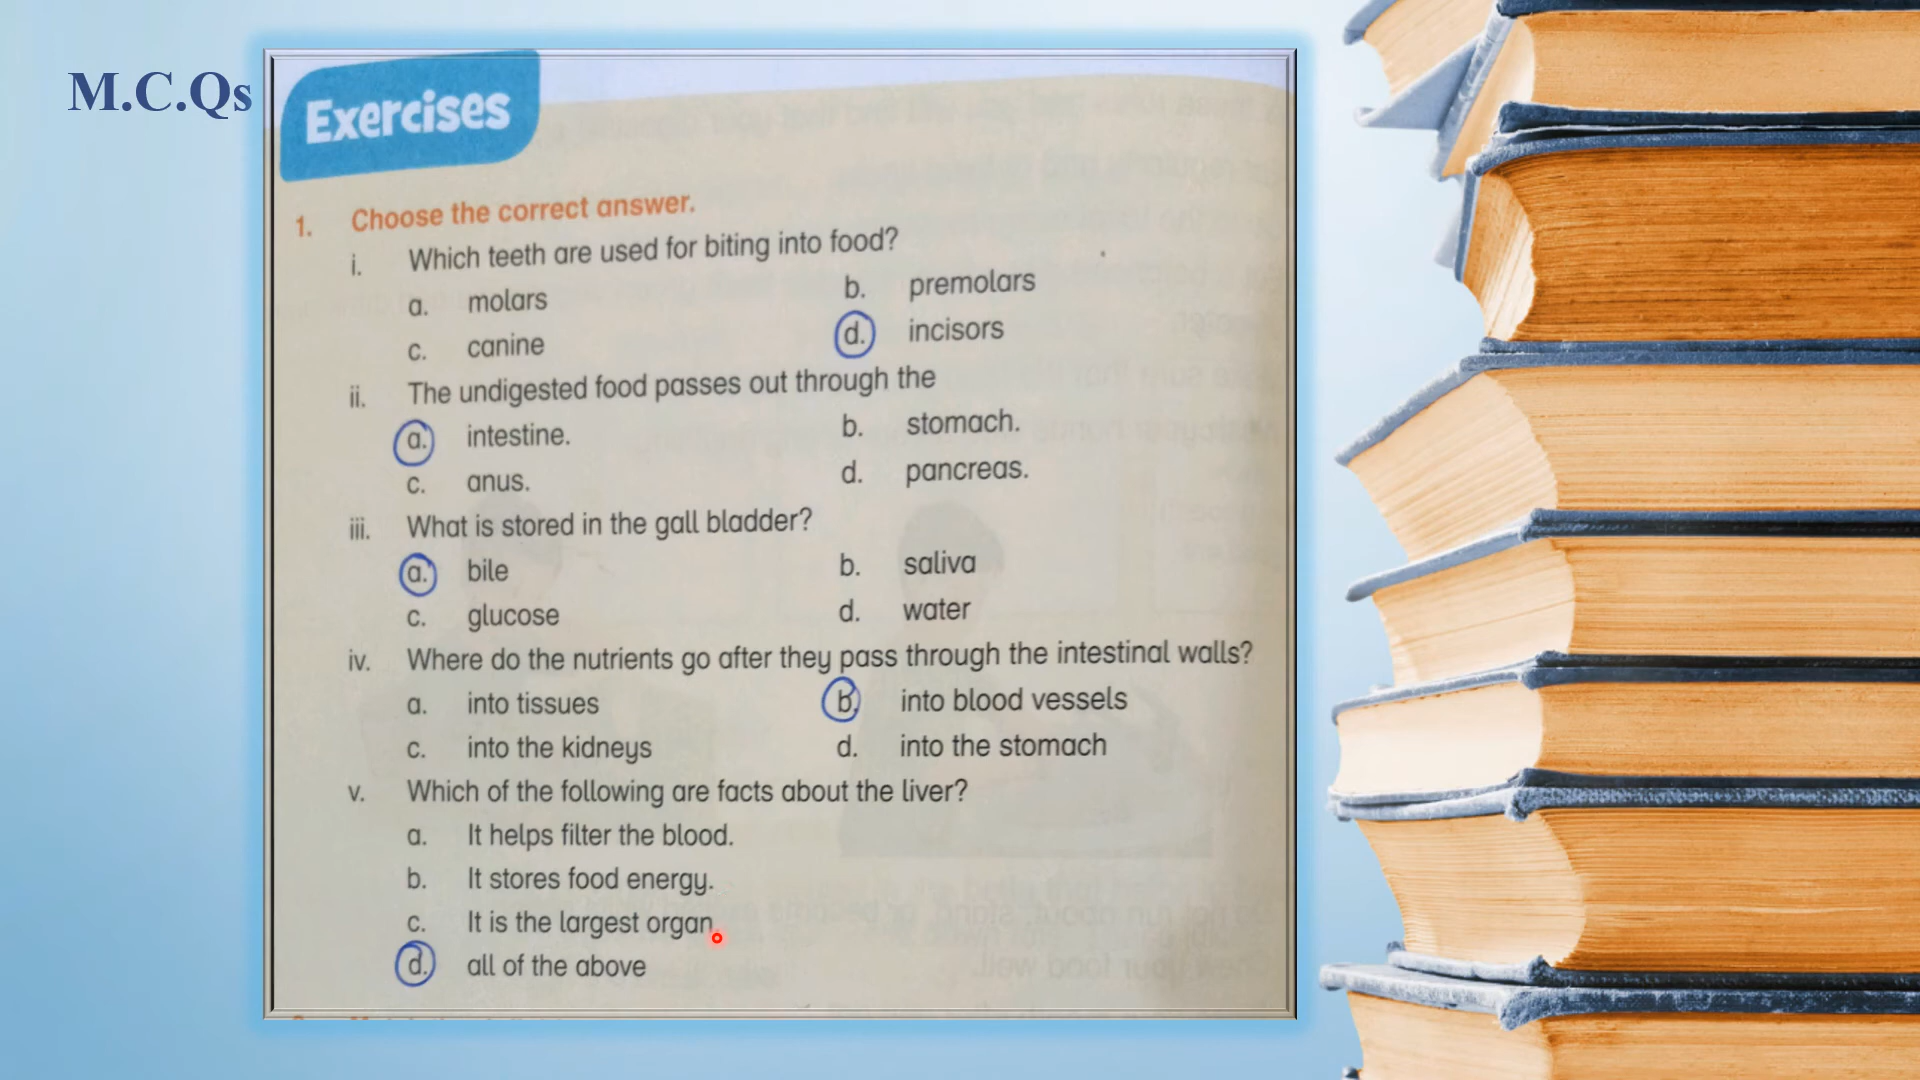 M.C.Qs
Exercises
1. Choose the correct answer.
i. Which teeth are used for biting into food?
a. molars b. premolars
c. canine d. incisors
ii. The undigested food passes out through the
a. intestine. b. stomach.
c. anus. d. pancreas.
iii. What is stored in the gall bladder?
a. bile b. saliva
c. glucose d. water
iv. Where do the nutrients go after they pass through the intestinal walls?
a. into tissues b. into blood vessels
c. into the kidneys d. into the stomach
v. Which of the following are facts about the liver?
a. It helps filter the blood.
b. It stores food energy.
c. It is the largest organ.
d. all of the above